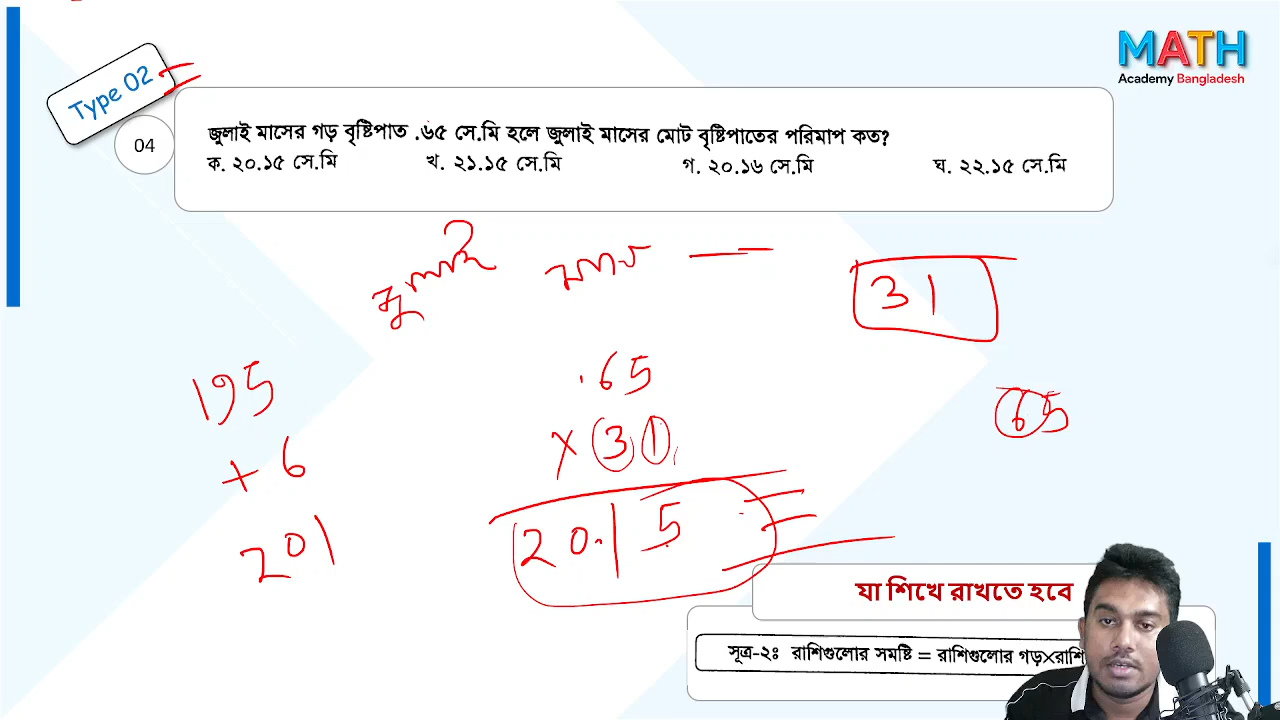 MATH
Academy Bangladesh
Type 02
04
জুলাই মাসের গড় বৃষ্টিপাত .৬৫ সে.মি হলে জুলাই মাসের মোট বৃষ্টিপাতের পরিমাপ কত?
ক. ২০.১৫ সে.মি খ. ২১.১৫ সে.মি গ. ২০.১৬ সে.মি ঘ. ২২.১৫ সে.মি
জুলাই মাস — 31
.65
× 31
20.15
195
+ 6
201
65
যা শিখে রাখতে হবে
সূত্র-২ঃ রাশিগুলোর সমষ্টি = রাশিগুলোর গড়×রাশি